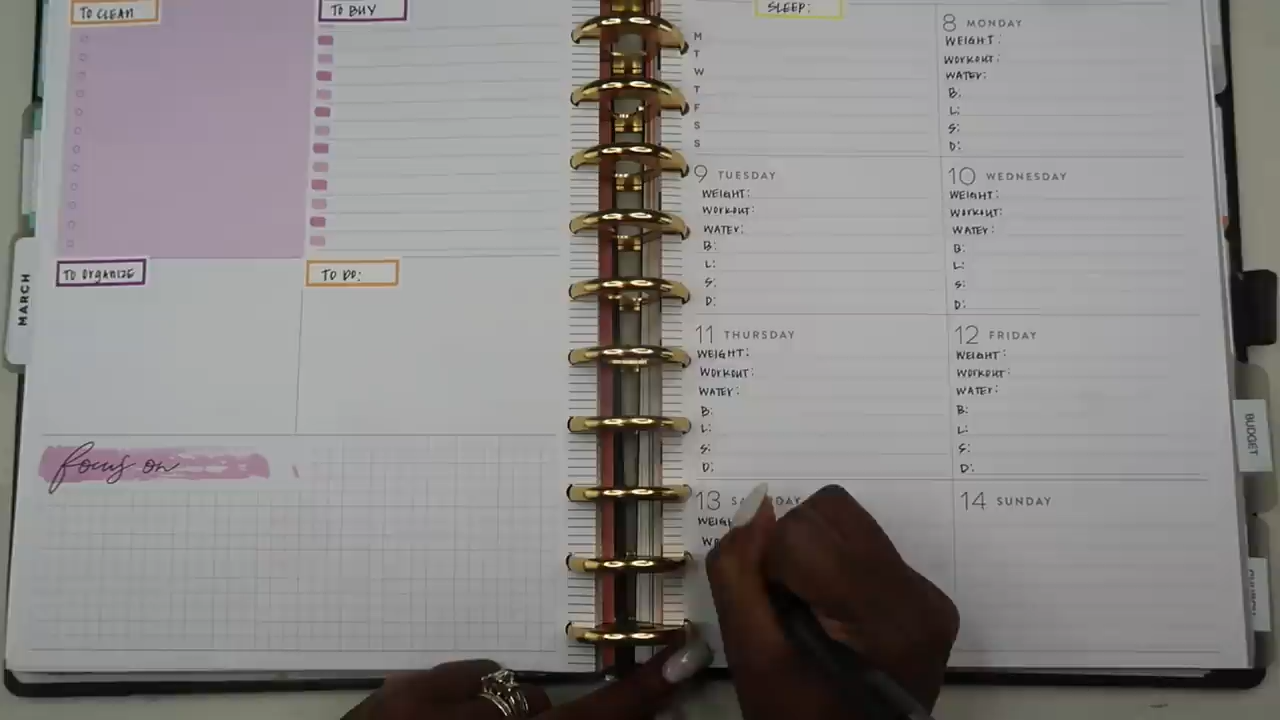 TO CLEAN
TO BUY
TO ORGANIZE
TO DO:
focus on
MARCH
SLEEP:
M
T
W
T
F
S
S
8 MONDAY
WEIGHT:
WORKOUT:
WATER:
B:
L:
S:
D:
9 TUESDAY
WEIGHT:
WORKOUT:
WATER:
B:
L:
S:
D:
10 WEDNESDAY
WEIGHT:
WORKOUT:
WATER:
B:
L:
S:
D:
11 THURSDAY
WEIGHT:
WORKOUT:
WATER:
B:
L:
S:
D:
12 FRIDAY
WEIGHT:
WORKOUT:
WATER:
B:
L:
S:
D:
13
14 SUNDAY
BUDGET